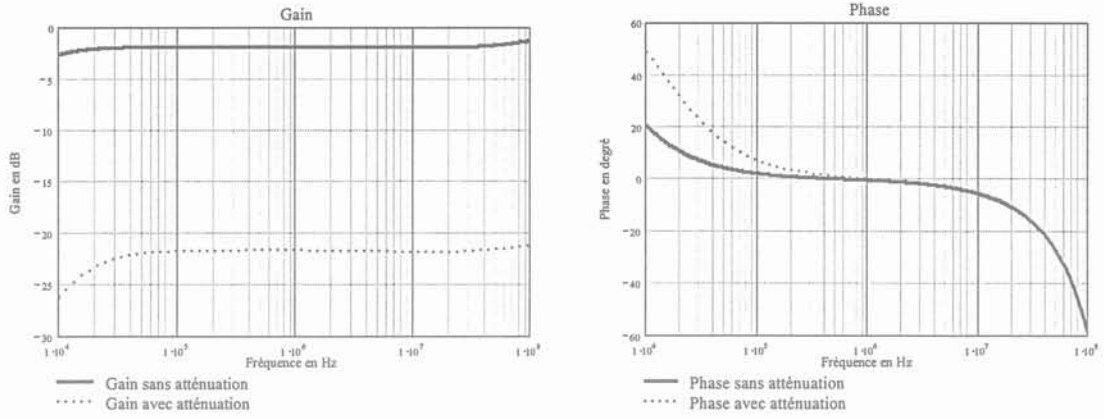 Gain
0
−5
−10
−15
−20
−25
−30
Gain en dB
1·10⁴
1·10⁵
1·10⁶
1·10⁷
1·10⁸
Fréquence en Hz
Gain sans atténuation
Gain avec atténuation
Phase
60
40
20
0
−20
−40
−60
Phase en degré
1·10⁴
1·10⁵
1·10⁶
1·10⁷
1·10⁸
Fréquence en Hz
Phase sans atténuation
Phase avec atténuation